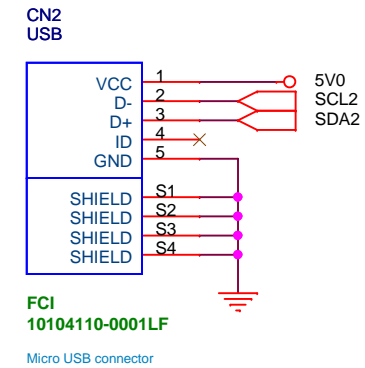 CN2
USB
VCC 1 5V0
D- 2 SCL2
D+ 3 SDA2
ID 4
GND 5
SHIELD S1
SHIELD S2
SHIELD S3
SHIELD S4
FCI
10104110-0001LF
Micro USB connector